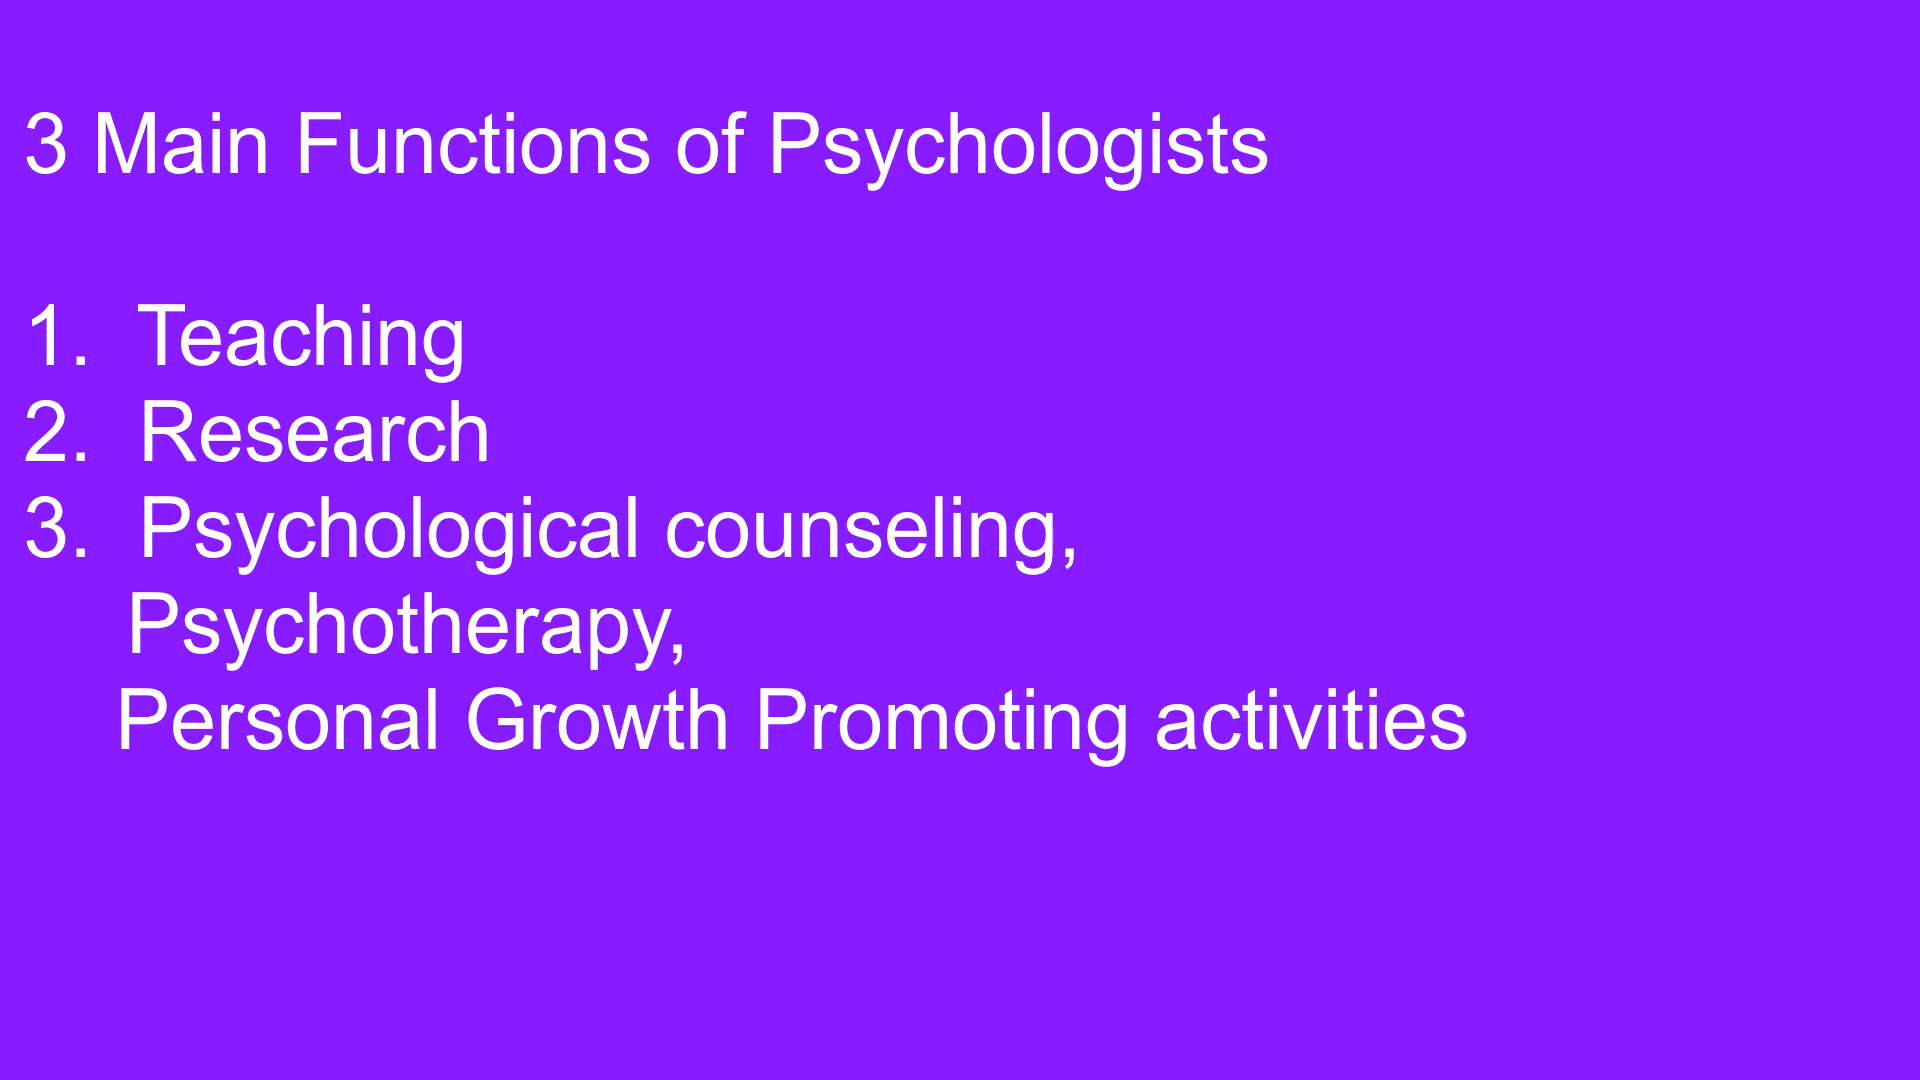 3 Main Functions of Psychologists
1. Teaching
2. Research
3. Psychological counseling,
Psychotherapy,
Personal Growth Promoting activities